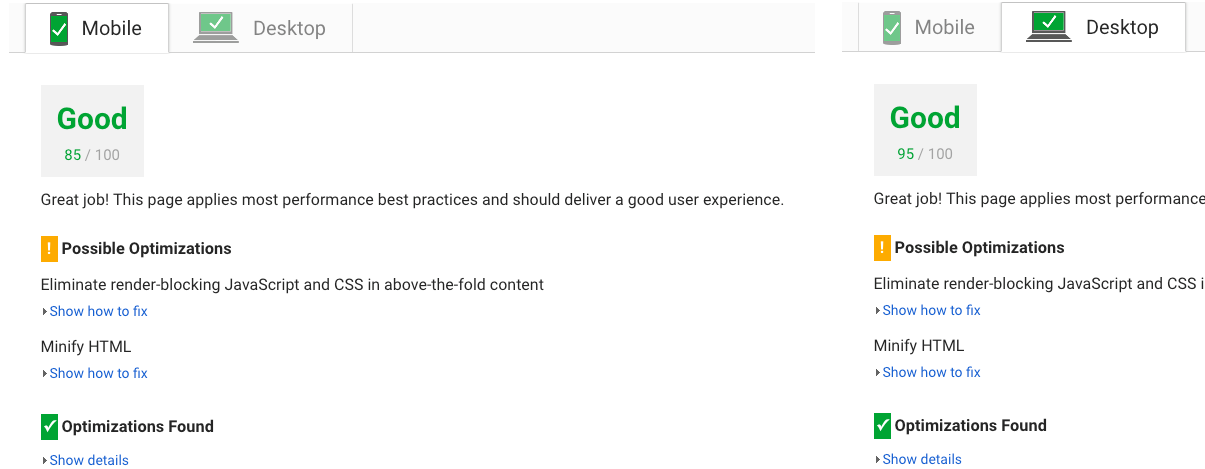 Mobile
Desktop
Good
85 / 100
Great job! This page applies most performance best practices and should deliver a good user experience.
! Possible Optimizations
Eliminate render-blocking JavaScript and CSS in above-the-fold content
Show how to fix
Minify HTML
Show how to fix
Optimizations Found
Show details
Mobile
Desktop
Good
95 / 100
Great job! This page applies most performance
! Possible Optimizations
Eliminate render-blocking JavaScript and CSS i
Show how to fix
Minify HTML
Show how to fix
Optimizations Found
Show details